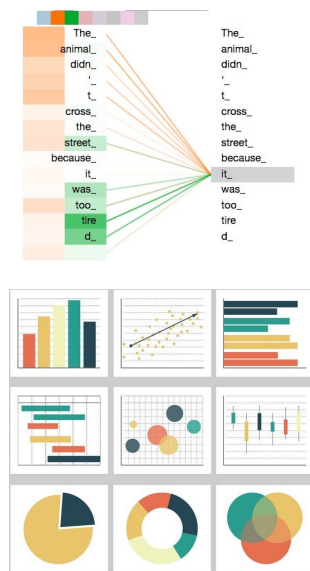 The_ The_
animal_ animal_
didn_ didn_
'_ '_
t_ t_
cross_ cross_
the_ the_
street_ street_
because_ because_
it_ it_
was_ was_
too_ too_
tire tire
d_ d_